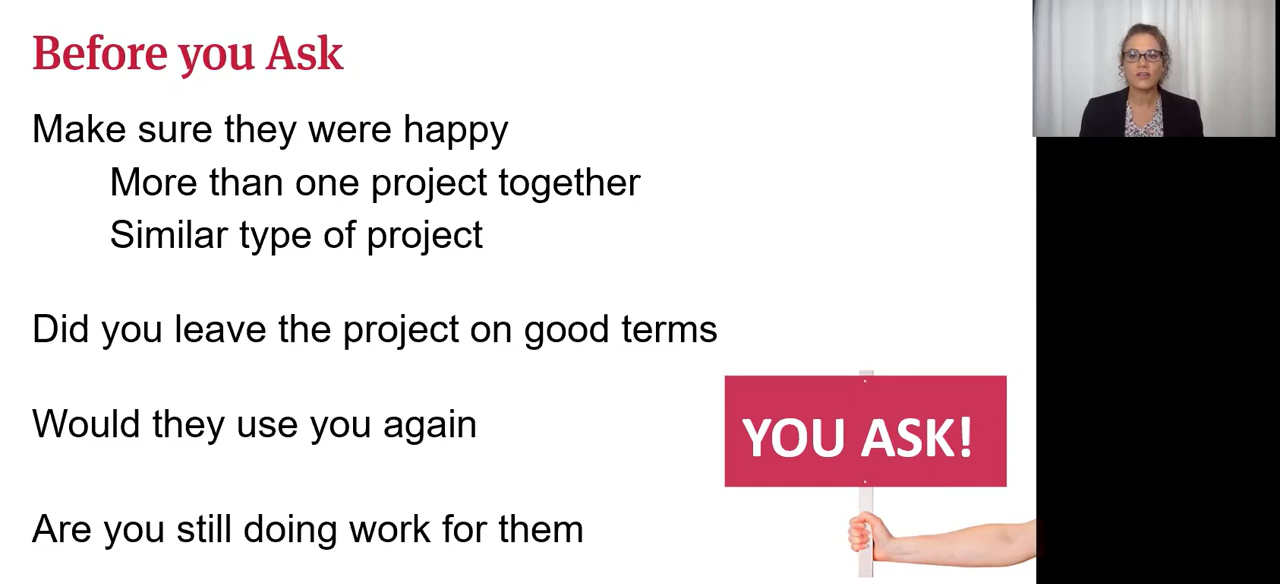 Before you Ask
Make sure they were happy
More than one project together
Similar type of project
Did you leave the project on good terms
Would they use you again
Are you still doing work for them
YOU ASK!